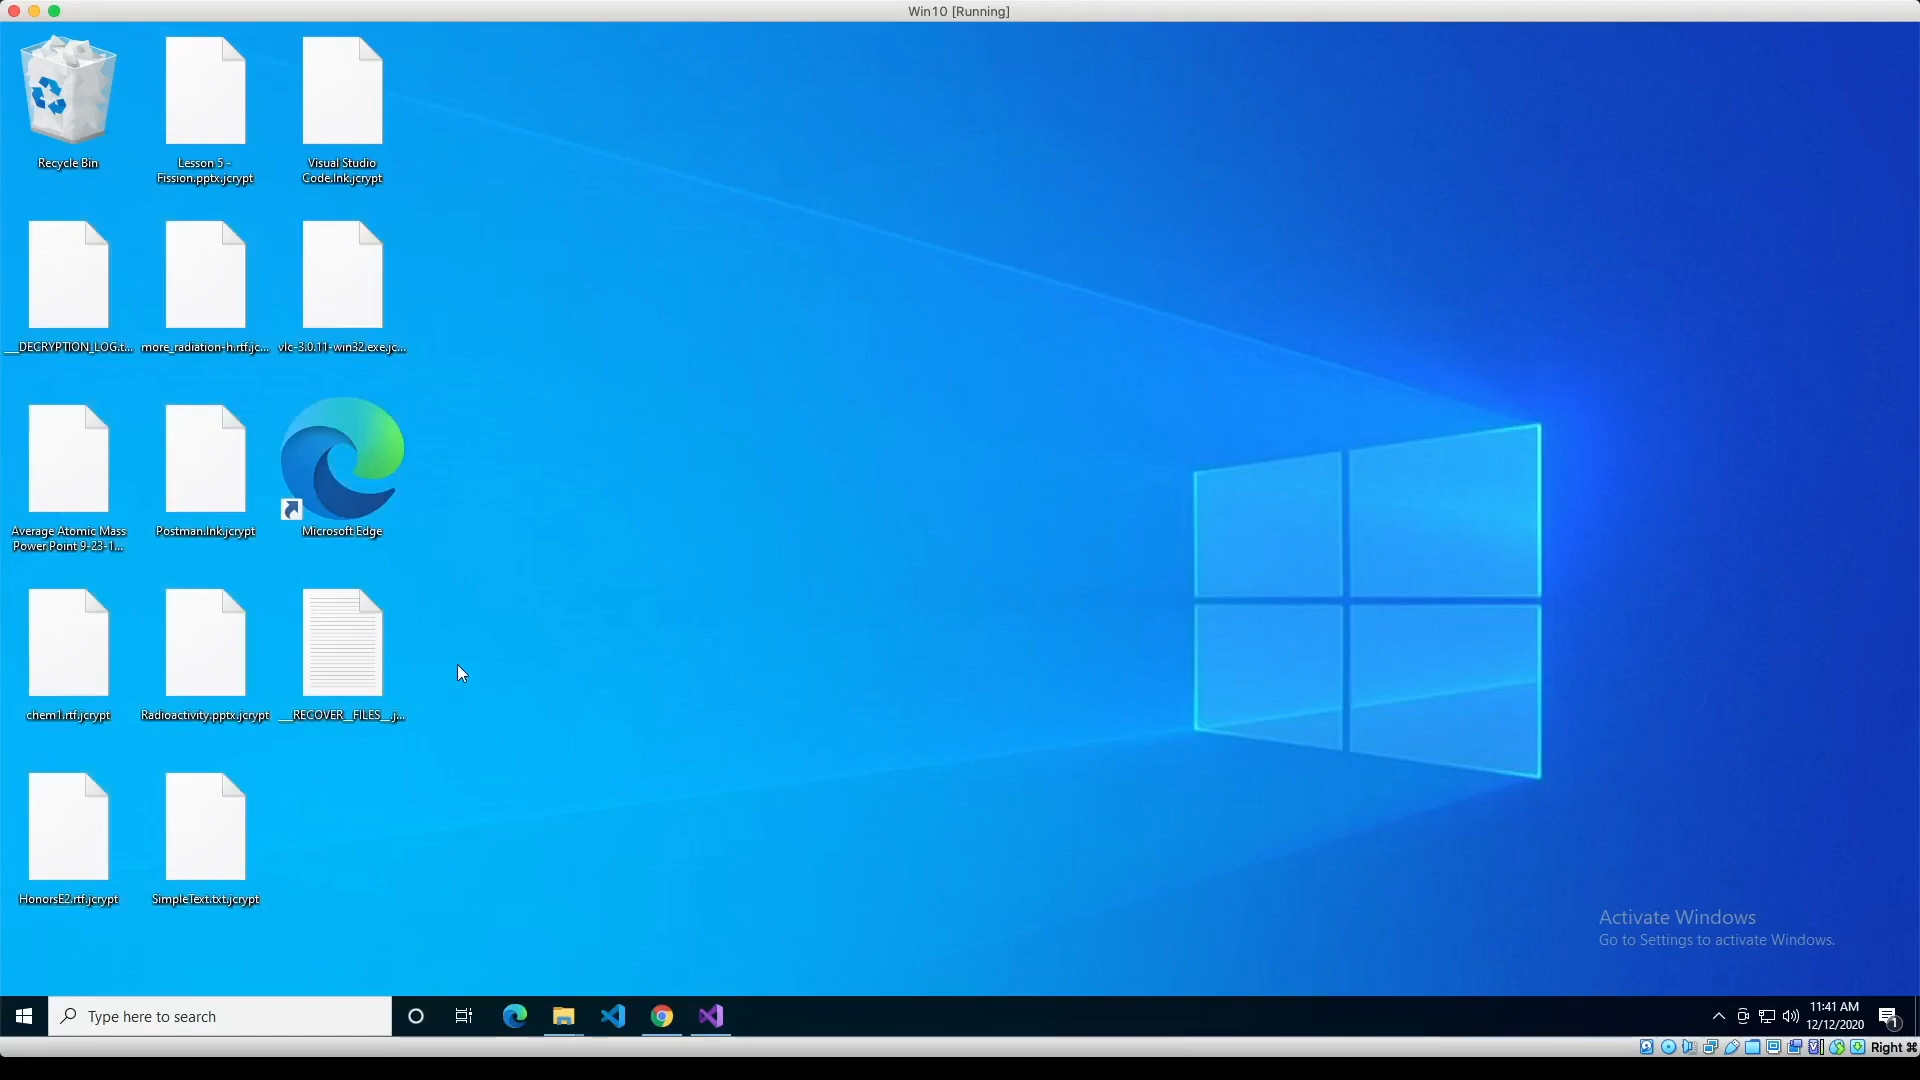 Win10 [Running]
Recycle Bin
Lesson 5 -
Fission.pptx.jcrypt
Visual Studio
Code.lnk.jcrypt
___DECRYPTION_LOG.t...
more_radiation-h.rtf.jc...
vlc-3.0.11-win32.exe.jc...
Average Atomic Mass
Power Point 9-23-1...
Postman.lnk.jcrypt
Microsoft Edge
chem1.rtf.jcrypt
Radioactivity.pptx.jcrypt
___RECOVER__FILES__.j...
HonorsE2.rtf.jcrypt
SimpleText.txt.jcrypt
Activate Windows
Go to Settings to activate Windows.
Type here to search
11:41 AM
12/12/2020
1
Right ⌘